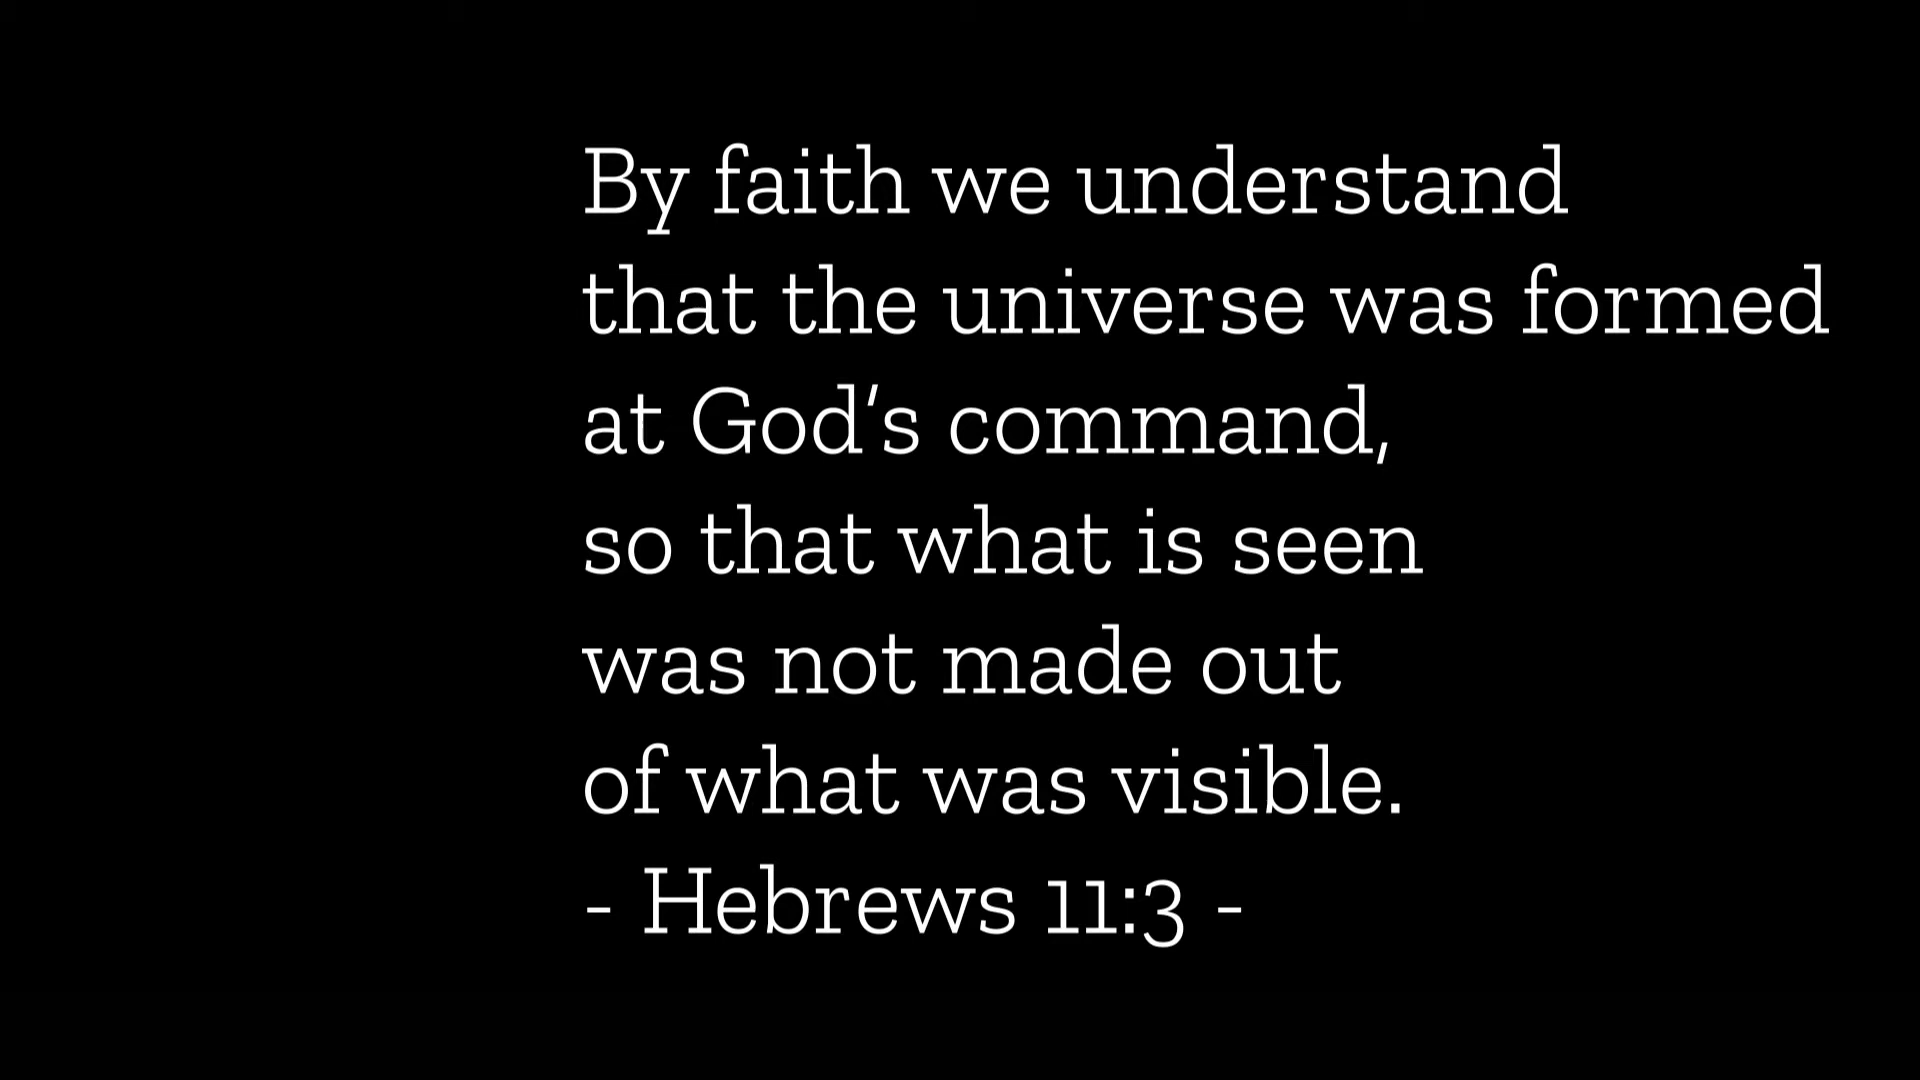 By faith we understand
that the universe was formed
at God's command,
so that what is seen
was not made out
of what was visible.
- Hebrews 11:3 -